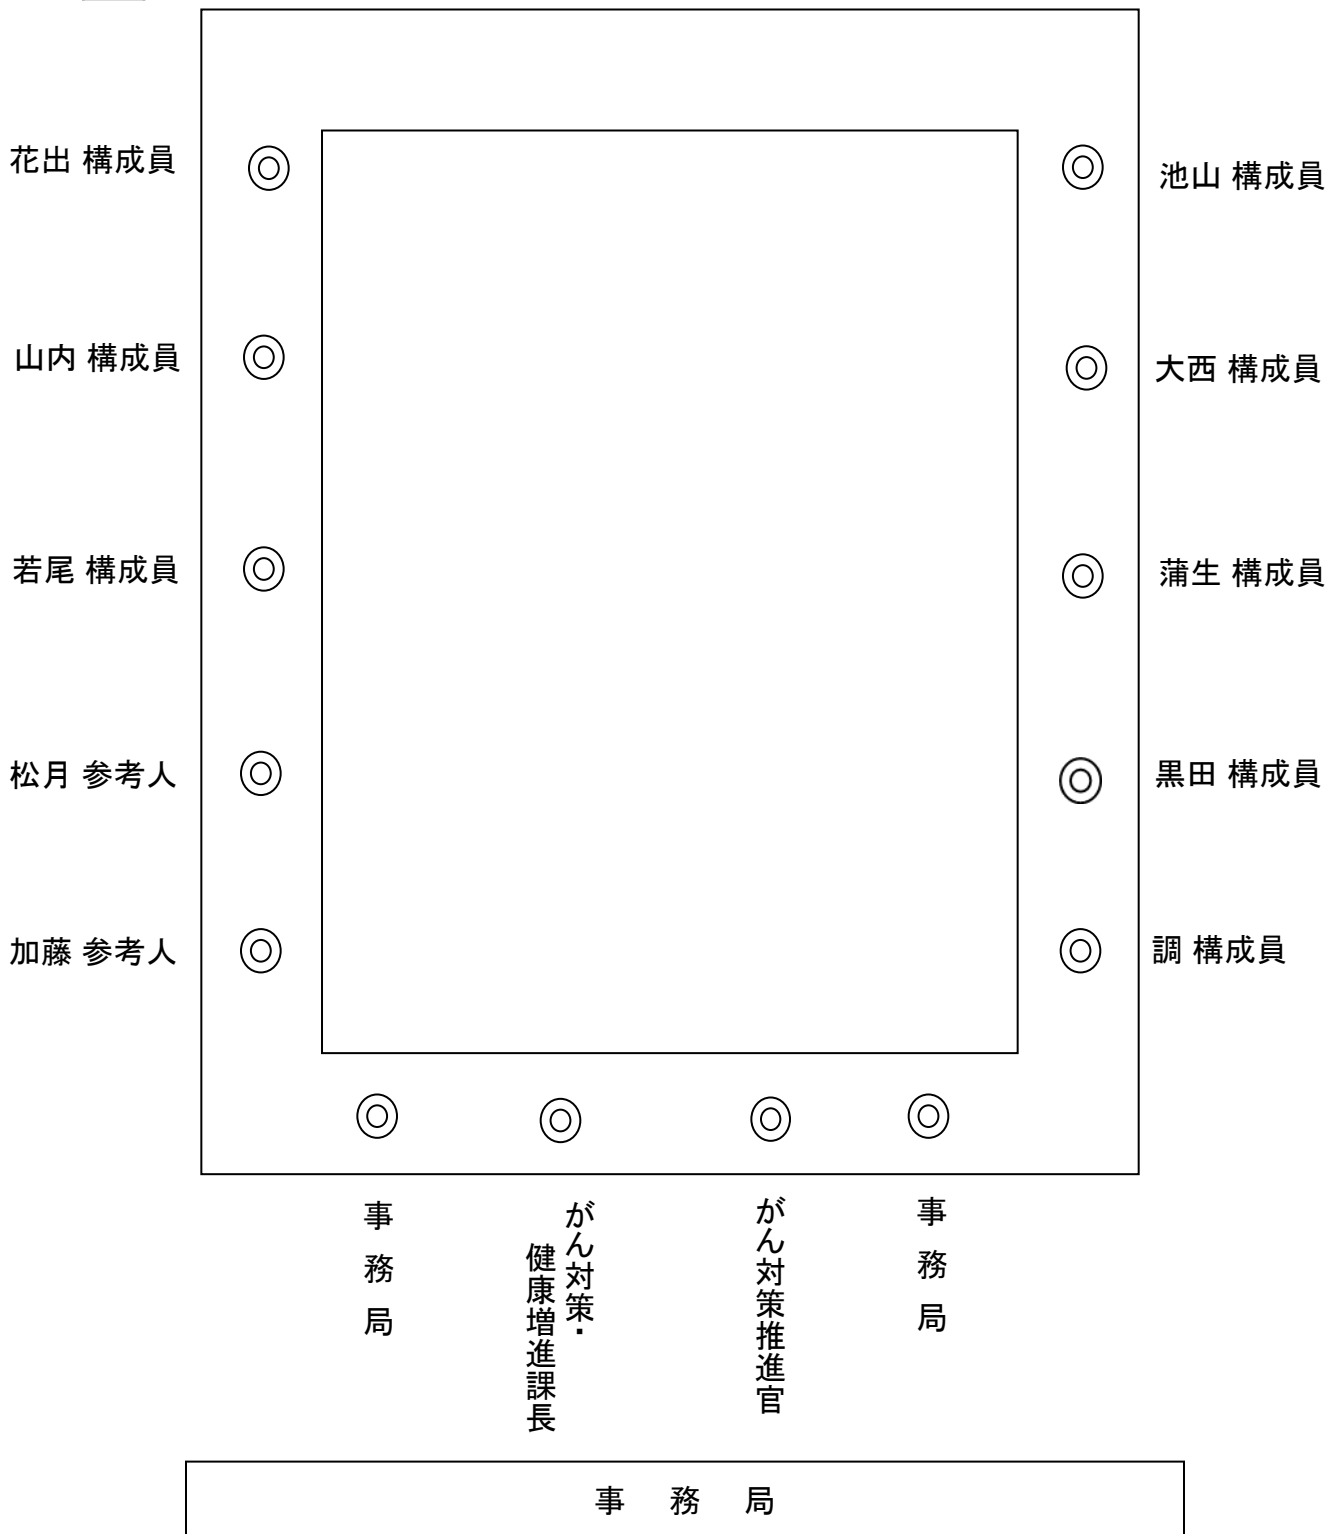 花出 構成員
池山 構成員
山内 構成員
大西 構成員
若尾 構成員
蒲生 構成員
松月 参考人
黒田 構成員
加藤 参考人
調 構成員
事務局
がん対策・
健康増進課長
がん対策推進官
事務局
事 務 局